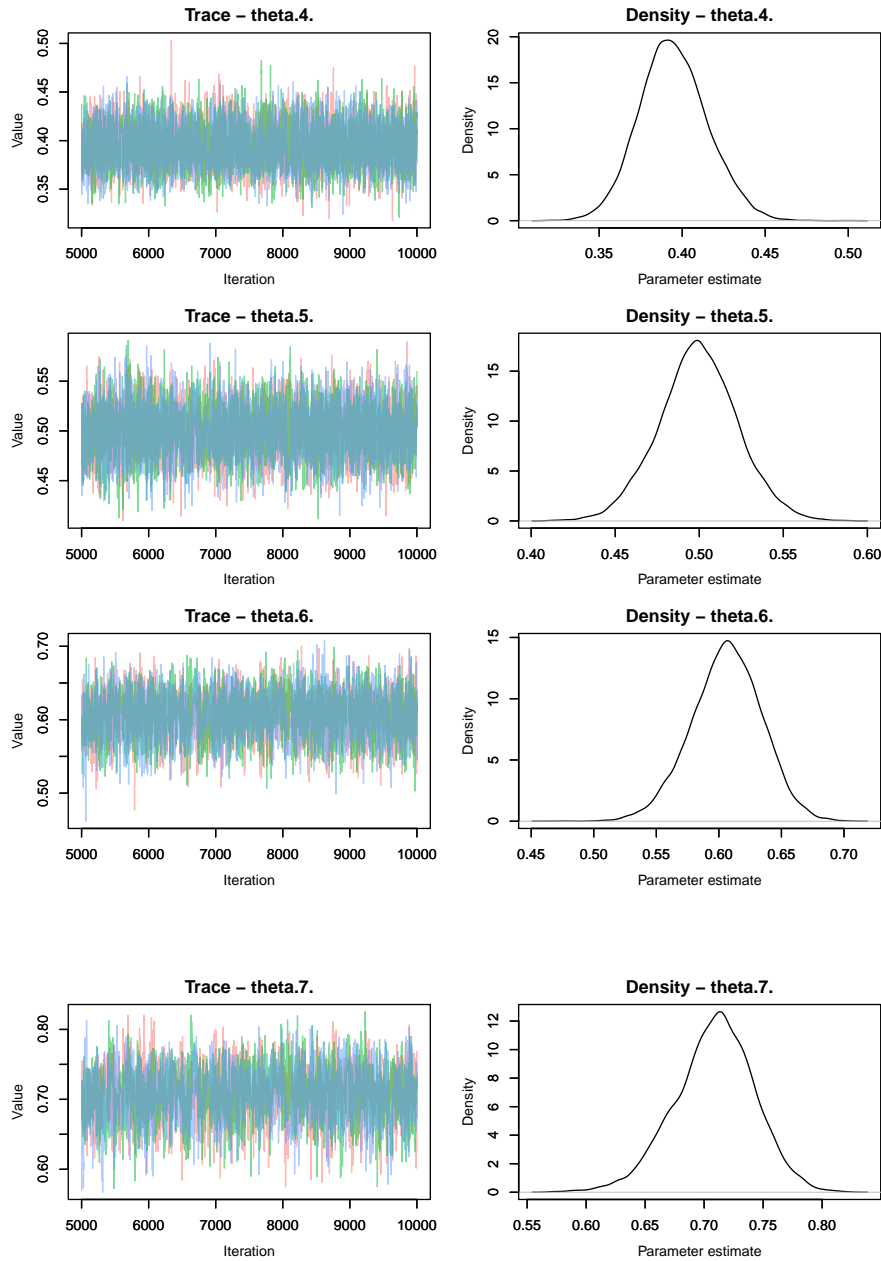 Trace − theta.4.
Value
0.35 0.40 0.45 0.50
5000 6000 7000 8000 9000 10000
Iteration
Density − theta.4.
Density
0 5 10 15 20
0.35 0.40 0.45 0.50
Parameter estimate
Trace − theta.5.
Value
0.45 0.50 0.55
5000 6000 7000 8000 9000 10000
Iteration
Density − theta.5.
Density
0 5 10 15
0.40 0.45 0.50 0.55 0.60
Parameter estimate
Trace − theta.6.
Value
0.50 0.60 0.70
5000 6000 7000 8000 9000 10000
Iteration
Density − theta.6.
Density
0 5 10 15
0.45 0.50 0.55 0.60 0.65 0.70
Parameter estimate
Trace − theta.7.
Value
0.60 0.70 0.80
5000 6000 7000 8000 9000 10000
Iteration
Density − theta.7.
Density
0 2 4 6 8 10 12
0.55 0.60 0.65 0.70 0.75 0.80
Parameter estimate